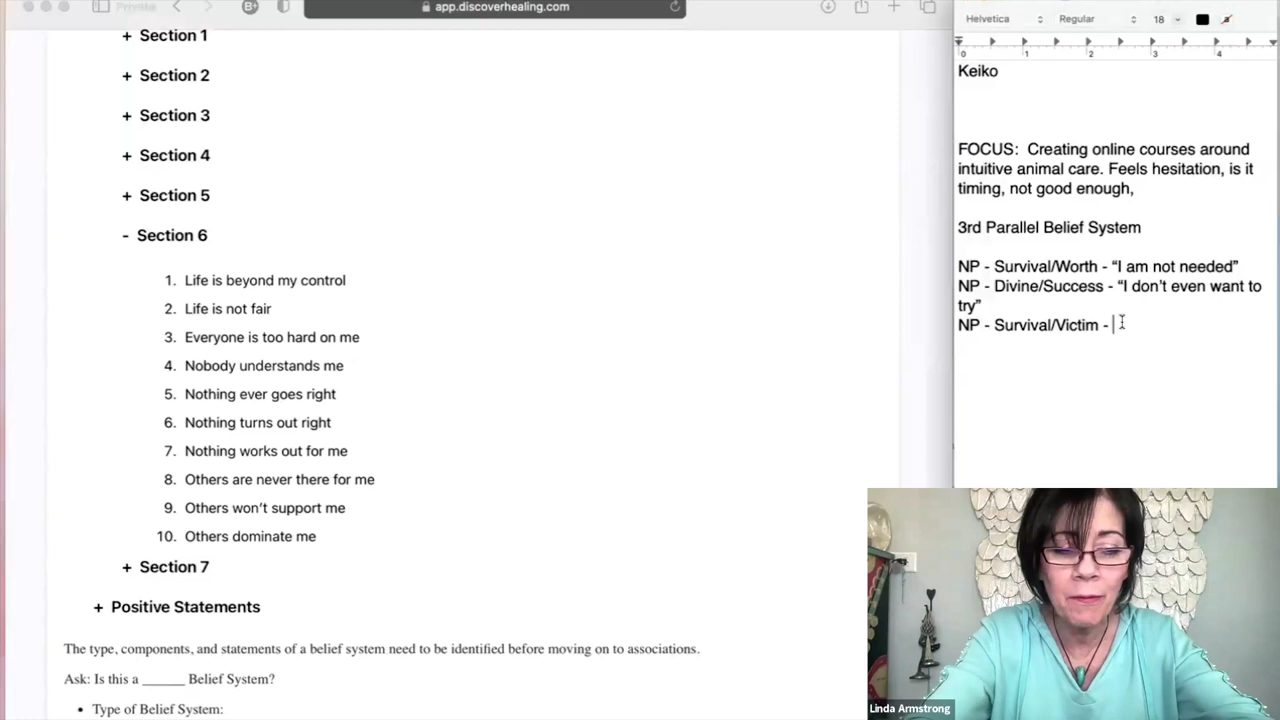 Private
app.discoverhealing.com
+ Section 1
+ Section 2
+ Section 3
+ Section 4
+ Section 5
- Section 6
1. Life is beyond my control
2. Life is not fair
3. Everyone is too hard on me
4. Nobody understands me
5. Nothing ever goes right
6. Nothing turns out right
7. Nothing works out for me
8. Others are never there for me
9. Others won't support me
10. Others dominate me
+ Section 7
+ Positive Statements
The type, components, and statements of a belief system need to be identified before moving on to associations.
Ask: Is this a ______ Belief System?
• Type of Belief System:
Helvetica Regular 18 a
0 1 2 3 4
Keiko
FOCUS: Creating online courses around
intuitive animal care. Feels hesitation, is it
timing, not good enough,
3rd Parallel Belief System
NP - Survival/Worth - “I am not needed”
NP - Divine/Success - “I don’t even want to
try”
NP - Survival/Victim -
Linda Armstrong